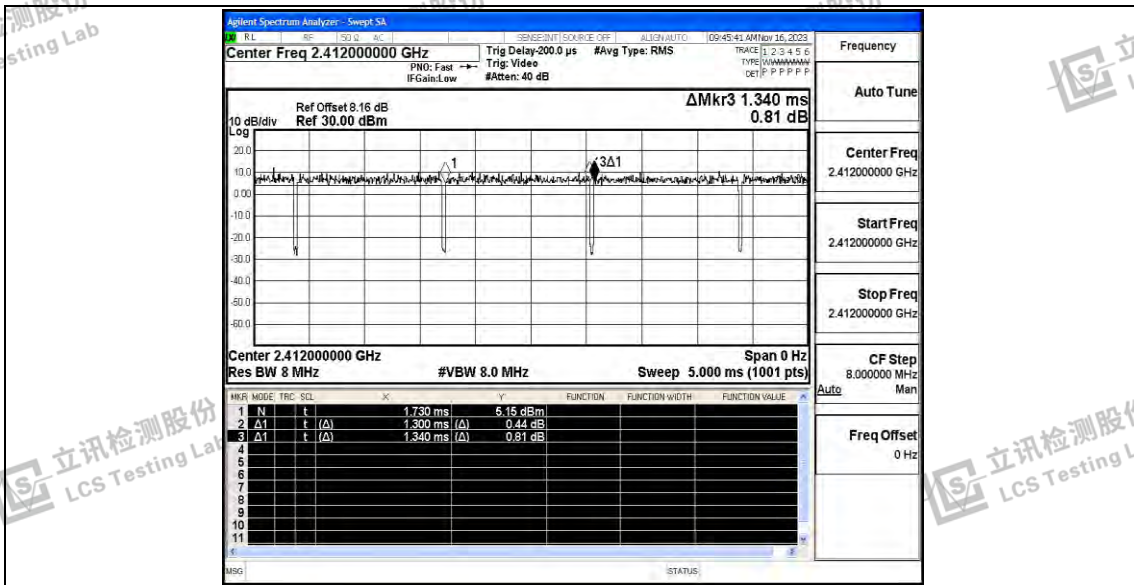 Agilent Spectrum Analyzer - Swept SA
RL RF 50 Ω AC SENSE:INT SOURCE OFF ALIGN AUTO 09:45:41 AM Nov 16, 2023
Center Freq 2.412000000 GHz
PNO: Fast
IFGain:Low
Trig Delay-200.0 µs
Trig: Video
#Atten: 40 dB
#Avg Type: RMS
TRACE 1 2 3 4 5 6
TYPE WWWWWW
DET P P P P P P
ΔMkr3 1.340 ms
0.81 dB
Ref Offset 8.16 dB
10 dB/div Ref 30.00 dBm
Log
20.0
10.0
0.00
-10.0
-20.0
-30.0
-40.0
-50.0
-60.0
1
3Δ1
Center 2.412000000 GHz Span 0 Hz
Res BW 8 MHz #VBW 8.0 MHz Sweep 5.000 ms (1001 pts)
MKR MODE TRC SCL X Y FUNCTION FUNCTION WIDTH FUNCTION VALUE
1 N t 1.730 ms 5.15 dBm
2 Δ1 t (Δ) 1.300 ms (Δ) 0.44 dB
3 Δ1 t (Δ) 1.340 ms (Δ) 0.81 dB
4
5
6
7
8
9
10
11
MSG STATUS
Frequency
Auto Tune
Center Freq
2.412000000 GHz
Start Freq
2.412000000 GHz
Stop Freq
2.412000000 GHz
CF Step
8.000000 MHz
Auto Man
Freq Offset
0 Hz
立讯检测股份
LCS Testing Lab
立讯检测股份
LCS Testing L